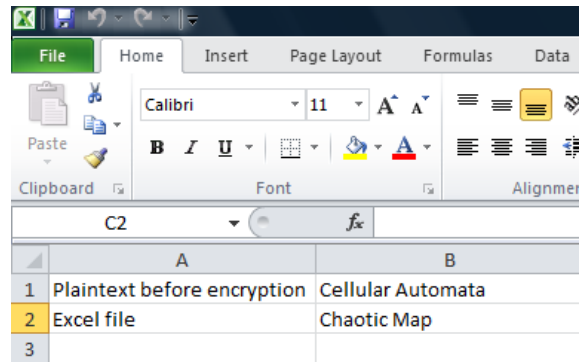 File Home Insert Page Layout Formulas Data
Calibri 11 A A
Paste B I U A
Clipboard Font Alignmen
C2 fx
A B
1 Plaintext before encryption Cellular Automata
2 Excel file Chaotic Map
3